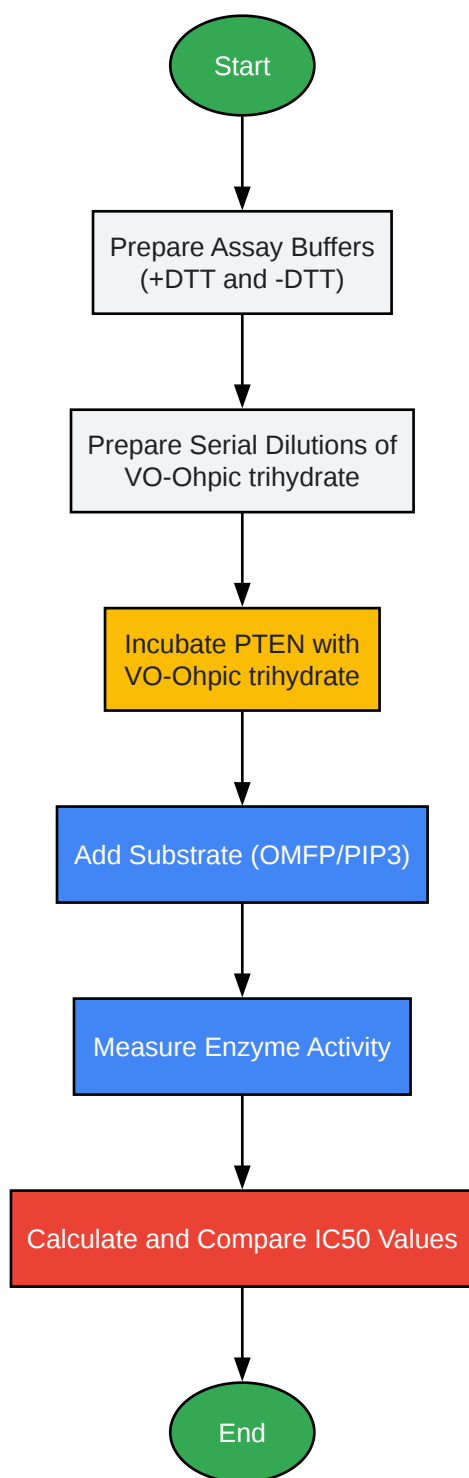 Start
Prepare Assay Buffers
(+DTT and -DTT)
Prepare Serial Dilutions of
VO-Ohpic trihydrate
Incubate PTEN with
VO-Ohpic trihydrate
Add Substrate (OMFP/PIP3)
Measure Enzyme Activity
Calculate and Compare IC50 Values
End